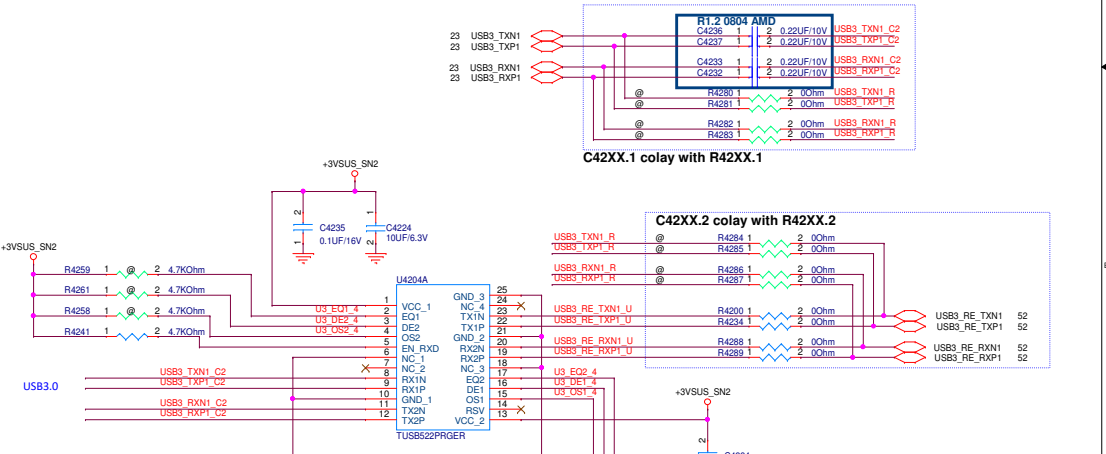 R1.2 0804 AMD
23 USB3_TXN1 C4236 1 2 0.22UF/10V USB3_TXN1_C2
23 USB3_TXP1 C4237 1 2 0.22UF/10V USB3_TXP1_C2
23 USB3_RXN1 C4233 1 2 0.22UF/10V USB3_RXN1_C2
23 USB3_RXP1 C4232 1 2 0.22UF/10V USB3_RXP1_C2
@ R4280 1 2 0Ohm USB3_TXN1_R
@ R4281 1 2 0Ohm USB3_TXP1_R
@ R4282 1 2 0Ohm USB3_RXN1_R
@ R4283 1 2 0Ohm USB3_RXP1_R
C42XX.1 colay with R42XX.1
+3VSUS_SN2
2 C4235 1 0.1UF/16V
1 C4224 2 10UF/6.3V
C42XX.2 colay with R42XX.2
USB3_TXN1_R @ R4284 1 2 0Ohm
USB3_TXP1_R R4285 1 2 0Ohm
USB3_RXN1_R @ R4286 1 2 0Ohm
USB3_RXP1_R R4287 1 2 0Ohm
USB3_RE_TXN1_U R4200 1 2 0Ohm USB3_RE_TXN1 52
USB3_RE_TXP1_U R4234 1 2 0Ohm USB3_RE_TXP1 52
USB3_RE_RXN1_U R4288 1 2 0Ohm USB3_RE_RXN1 52
USB3_RE_RXP1_U R4289 1 2 0Ohm USB3_RE_RXP1 52
+3VSUS_SN2
R4259 1 @ 2 4.7KOhm
R4261 1 @ 2 4.7KOhm
R4258 1 @ 2 4.7KOhm
R4241 1 2 4.7KOhm
U4204A
1 VCC_1
U3_EQ1_4 2 EQ1
U3_DE2_4 3 DE2
U3_OS2_4 4 OS2
5 EN_RXD
6 NC_1
7 NC_2
USB3_TXN1_C2 8 RX1N
USB3_TXP1_C2 9 RX1P
10 GND_1
USB3_RXN1_C2 11 TX2N
USB3_RXP1_C2 12 TX2P
GND_3 25
NC_4 24
TX1N 23
TX1P 22
GND_2 21
RX2N 20
RX2P 19
NC_3 18
EQ2 17 U3_EQ2_4
DE1 16 U3_DE1_4
OS1 15 U3_OS1_4
RSV 14
VCC_2 13
TUSB522PRGER
USB3.0
+3VSUS_SN2
2